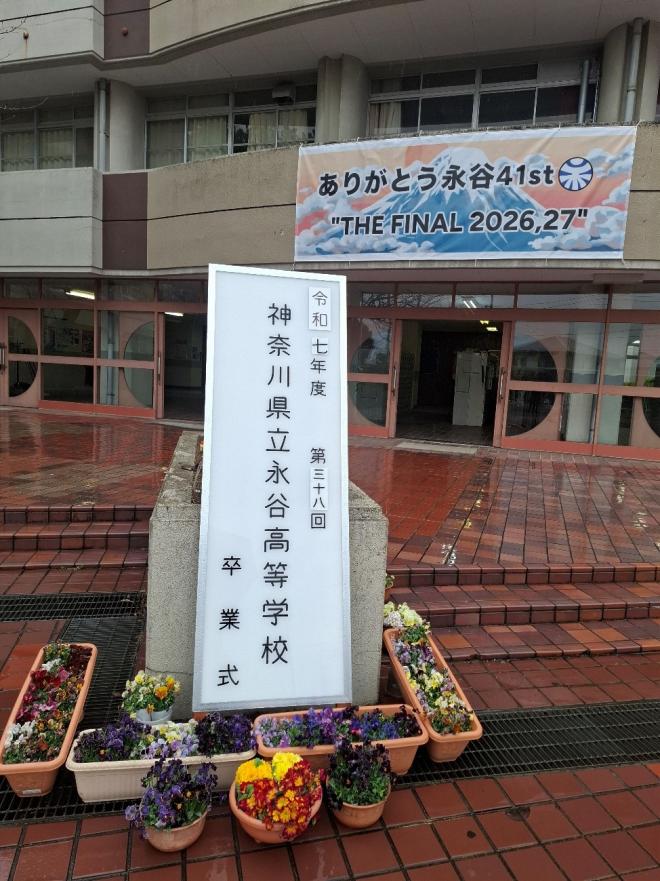 ありがとう永谷41st
"THE FINAL 2026,27"
令和七年度 第三十八回
神奈川県立永谷高等学校
卒業式